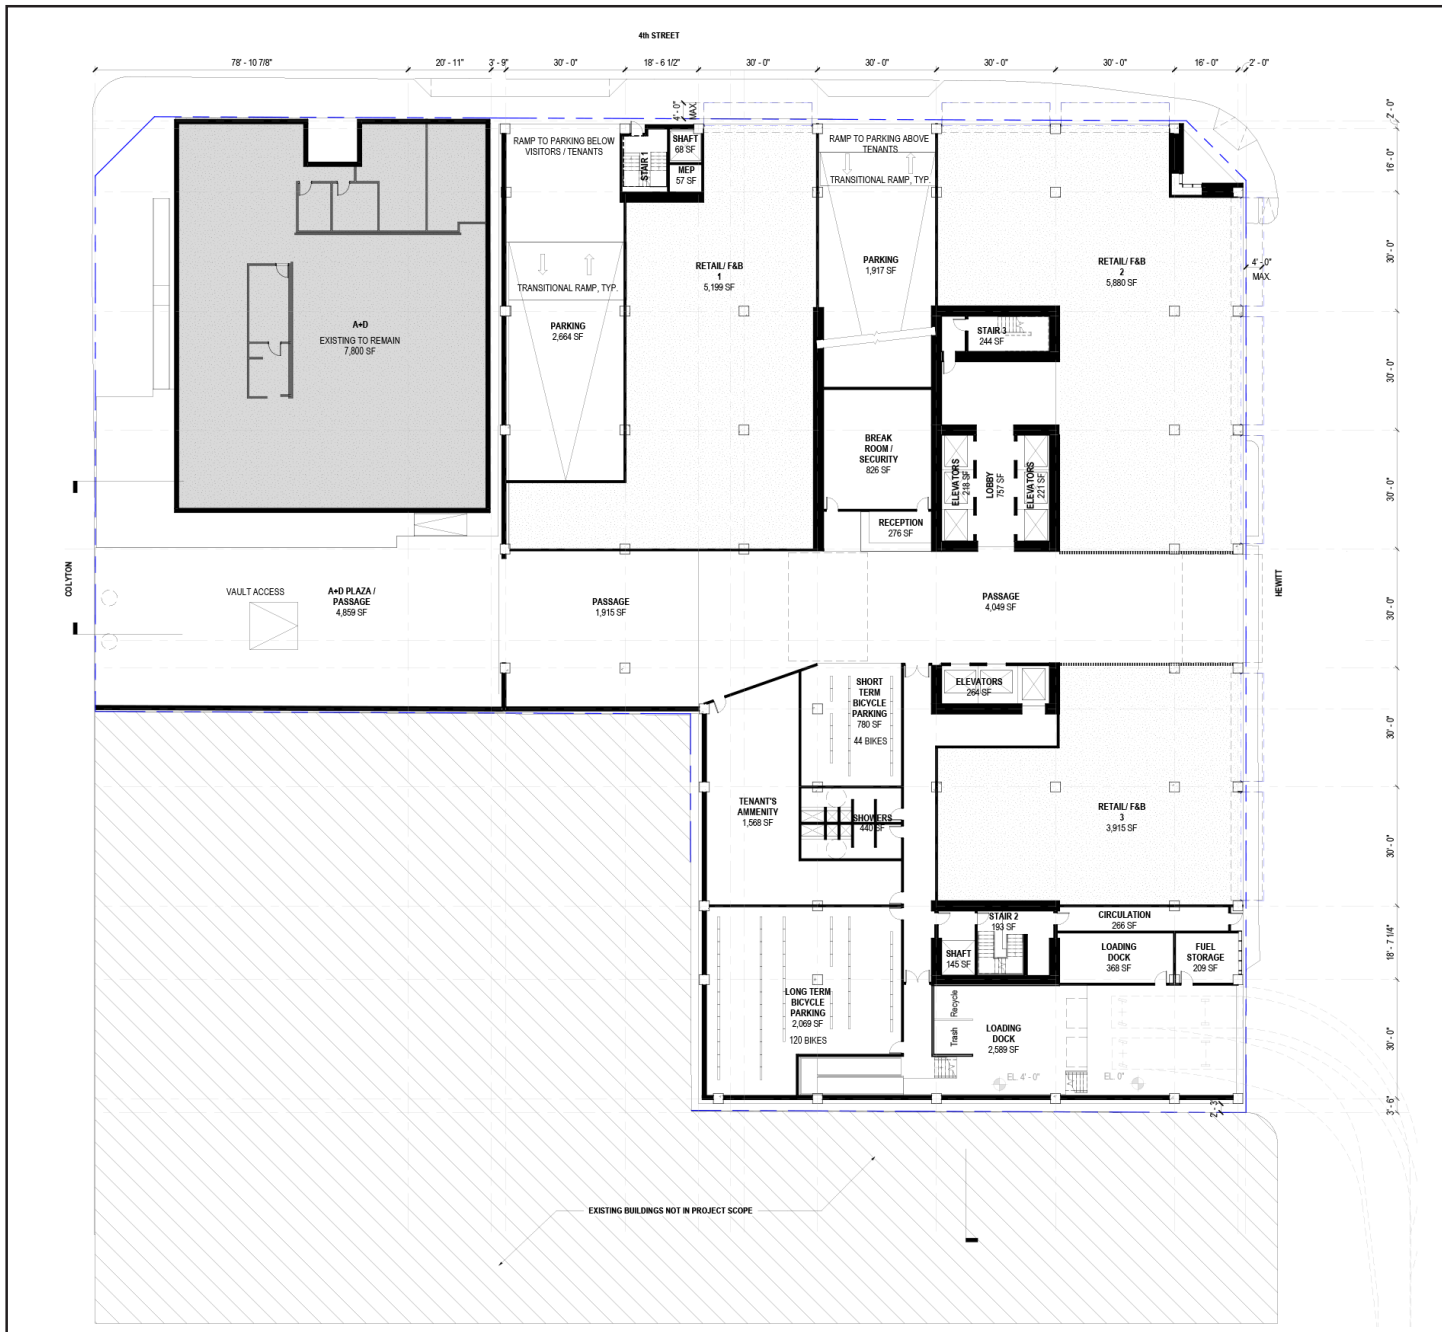 4th STREET
78' - 10 7/8"
20' - 11"
3' - 9"
30' - 0"
18' - 6 1/2"
30' - 0"
30' - 0"
30' - 0"
30' - 0"
16' - 0"
2' - 0"
4' - 0"
MAX.
2' - 0"
RAMP TO PARKING BELOW
VISITORS / TENANTS
STAIR 1
SHAFT
68 SF
MEP
57 SF
RAMP TO PARKING ABOVE
TENANTS
TRANSITIONAL RAMP, TYP.
16' - 0"
RETAIL/ F&B
1
5,199 SF
PARKING
1,917 SF
RETAIL/ F&B
2
5,880 SF
4' - 0"
MAX.
30' - 0"
TRANSITIONAL RAMP, TYP.
A+D
EXISTING TO REMAIN
7,800 SF
PARKING
2,664 SF
STAIR 3
244 SF
30' - 0"
BREAK
ROOM /
SECURITY
826 SF
ELEVATORS
218 SF
LOBBY
757 SF
ELEVATORS
221 SF
30' - 0"
RECEPTION
276 SF
COLYTON
VAULT ACCESS
A+D PLAZA /
PASSAGE
4,859 SF
PASSAGE
1,915 SF
PASSAGE
4,049 SF
HEWITT
30' - 0"
SHORT
TERM
BICYCLE
PARKING
780 SF
44 BIKES
ELEVATORS
264 SF
30' - 0"
TENANT'S
AMMENITY
1,568 SF
SHOWERS
440 SF
RETAIL/ F&B
3
3,915 SF
30' - 0"
STAIR 2
193 SF
CIRCULATION
266 SF
SHAFT
145 SF
LOADING
DOCK
368 SF
FUEL
STORAGE
209 SF
18' - 7 1/4"
LONG TERM
BICYCLE
PARKING
2,069 SF
120 BIKES
Recycle
Trash
LOADING
DOCK
2,589 SF
EL. 4' - 0"
EL. 0"
30' - 0"
2' - 3"
3' - 6"
EXISTING BUILDINGS NOT IN PROJECT SCOPE